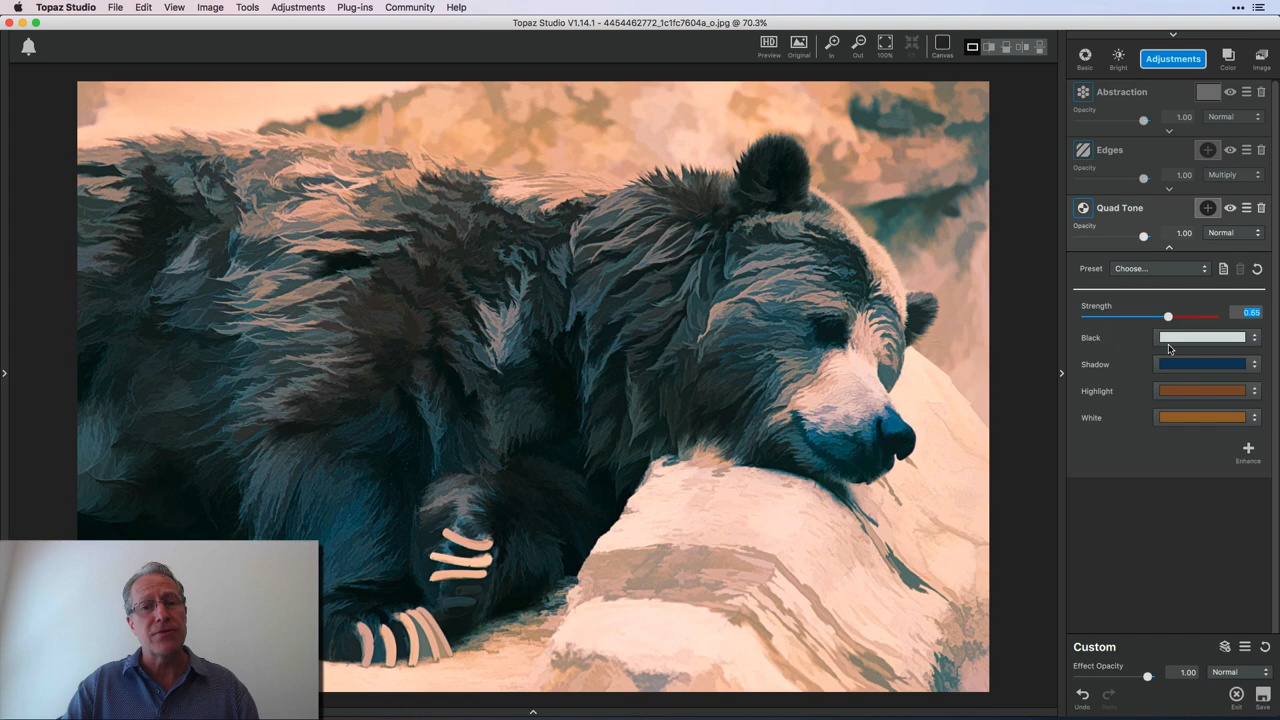 Topaz Studio File Edit View Image Tools Adjustments Plug-ins Community Help
Topaz Studio V1.14.1 - 4454462772_1c1fc7604a_o.jpg @ 70.3%
HD
Preview Original In Out 100% Canvas
Basic Bright Adjustments Color Image
Abstraction
Opacity 1.00 Normal
Edges
Opacity 1.00 Multiply
Quad Tone
Opacity 1.00 Normal
Preset Choose...
Strength 0.65
Black
Shadow
Highlight
White
Enhance
Custom
Effect Opacity 1.00 Normal
Undo Redo Exit Save